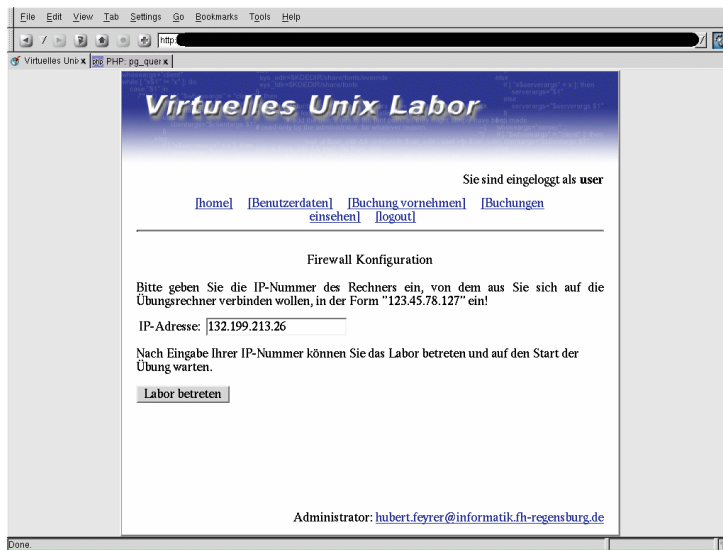 File Edit View Tab Settings Go Bookmarks Tools Help
http:
Virtuelles Unix PHP: pg_quer
Virtuelles Unix Labor
Sie sind eingeloggt als user
[home] [Benutzerdaten] [Buchung vornehmen] [Buchungen
einsehen] [logout]
Firewall Konfiguration
Bitte geben Sie die IP-Nummer des Rechners ein, von dem aus Sie sich auf die
Übungsrechner verbinden wollen, in der Form "123.45.78.127" ein!
IP-Adresse: 132.199.213.26
Nach Eingabe Ihrer IP-Nummer können Sie das Labor betreten und auf den Start der
Übung warten.
Labor betreten
Administrator: hubert.feyrer@informatik.fh-regensburg.de
Done.